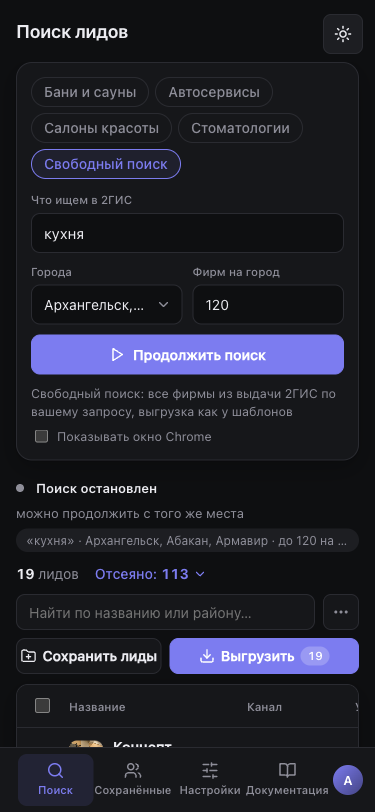 Поиск лидов
Бани и сауны
Автосервисы
Салоны красоты
Стоматологии
Свободный поиск
Что ищем в 2ГИС
кухня
Города
Фирм на город
Архангельск,...
120
Продолжить поиск
Свободный поиск: все фирмы из выдачи 2ГИС по
вашему запросу, выгрузка как у шаблонов
Показывать окно Chrome
Поиск остановлен
можно продолжить с того же места
«кухня» · Архангельск, Абакан, Армавир · до 120 на ...
19 лидов
Отсеяно: 113
Найти по названию или району...
Сохранить лиды
Выгрузить 19
Название
Канал
Концепт
Поиск
Сохранённые
Настройки
Документация
A